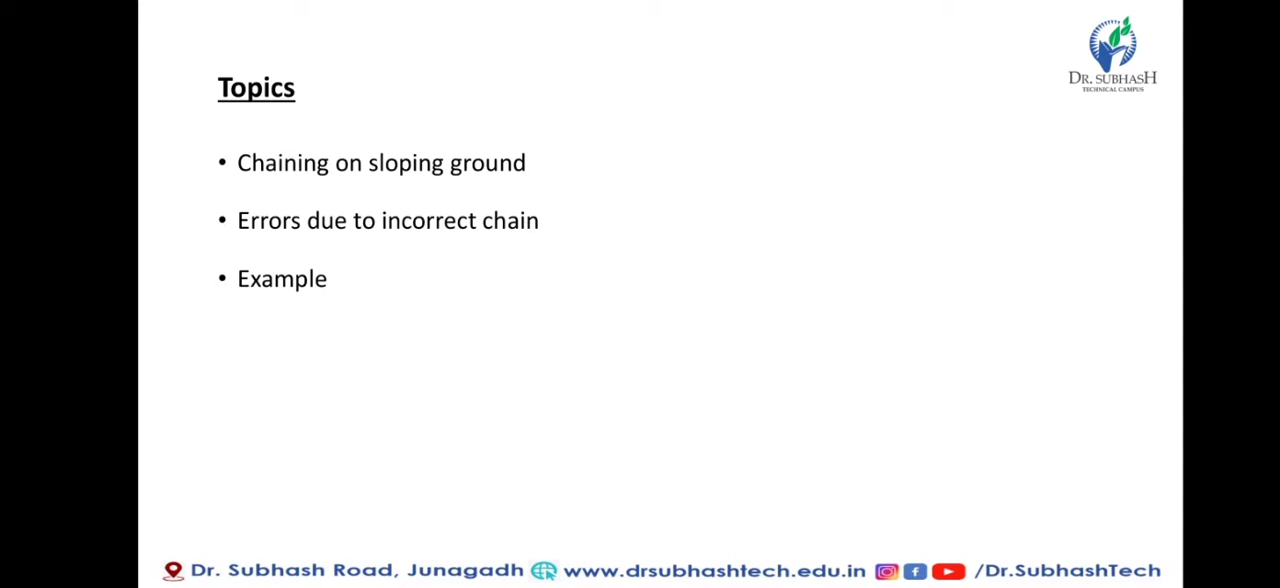 DR. SUBHASH
TECHNICAL CAMPUS
Topics
• Chaining on sloping ground
• Errors due to incorrect chain
• Example
Dr. Subhash Road, Junagadh www.drsubhashtech.edu.in /Dr.SubhashTech